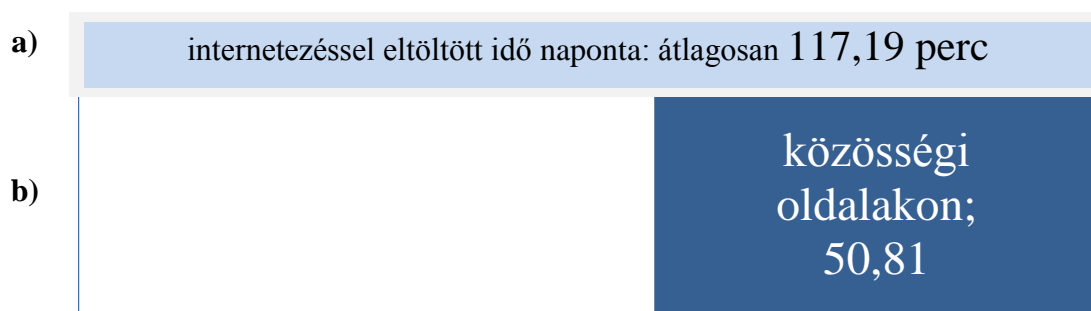 a) internetezéssel eltöltött idő naponta: átlagosan 117,19 perc
b)
közösségi
oldalakon;
50,81